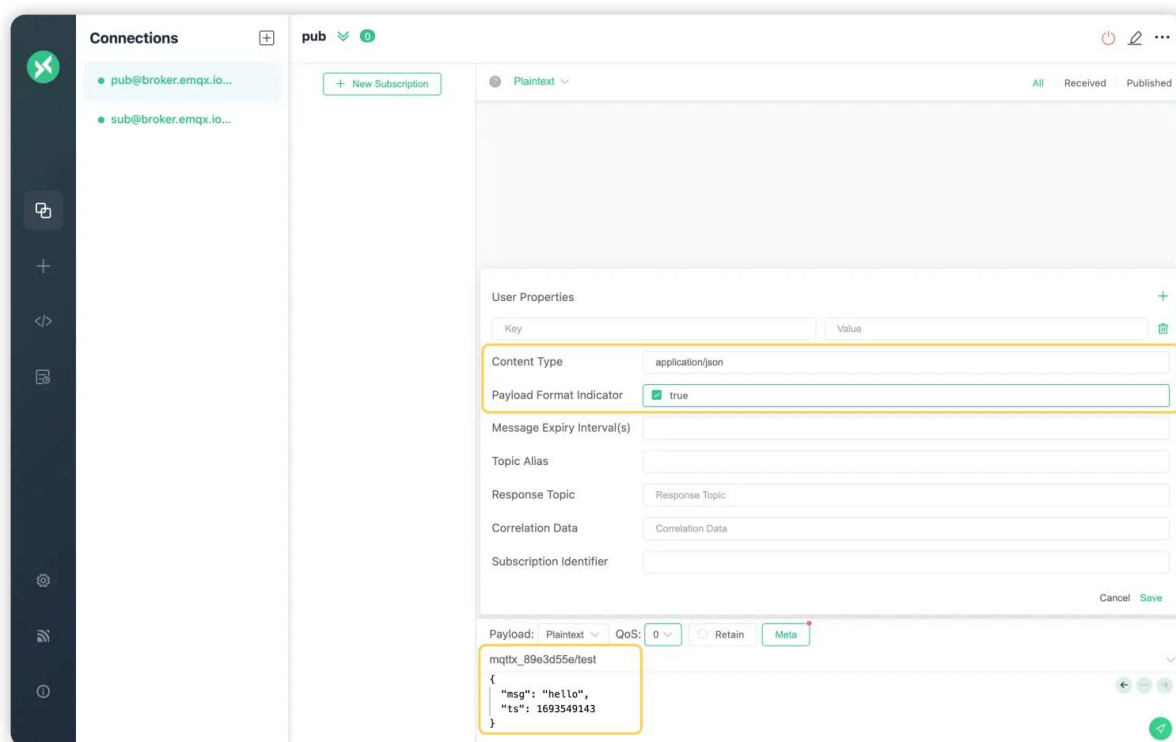 Connections
pub 0
pub@broker.emqx.io...
sub@broker.emqx.io...
+ New Subscription
Plaintext
All Received Published
User Properties
Key Value
Content Type application/json
Payload Format Indicator true
Message Expiry Interval(s)
Topic Alias
Response Topic Response Topic
Correlation Data Correlation Data
Subscription Identifier
Cancel Save
Payload: Plaintext QoS: 0 Retain Meta
mqttx_89e3d55e/test
{
"msg": "hello",
"ts": 1693549143
}